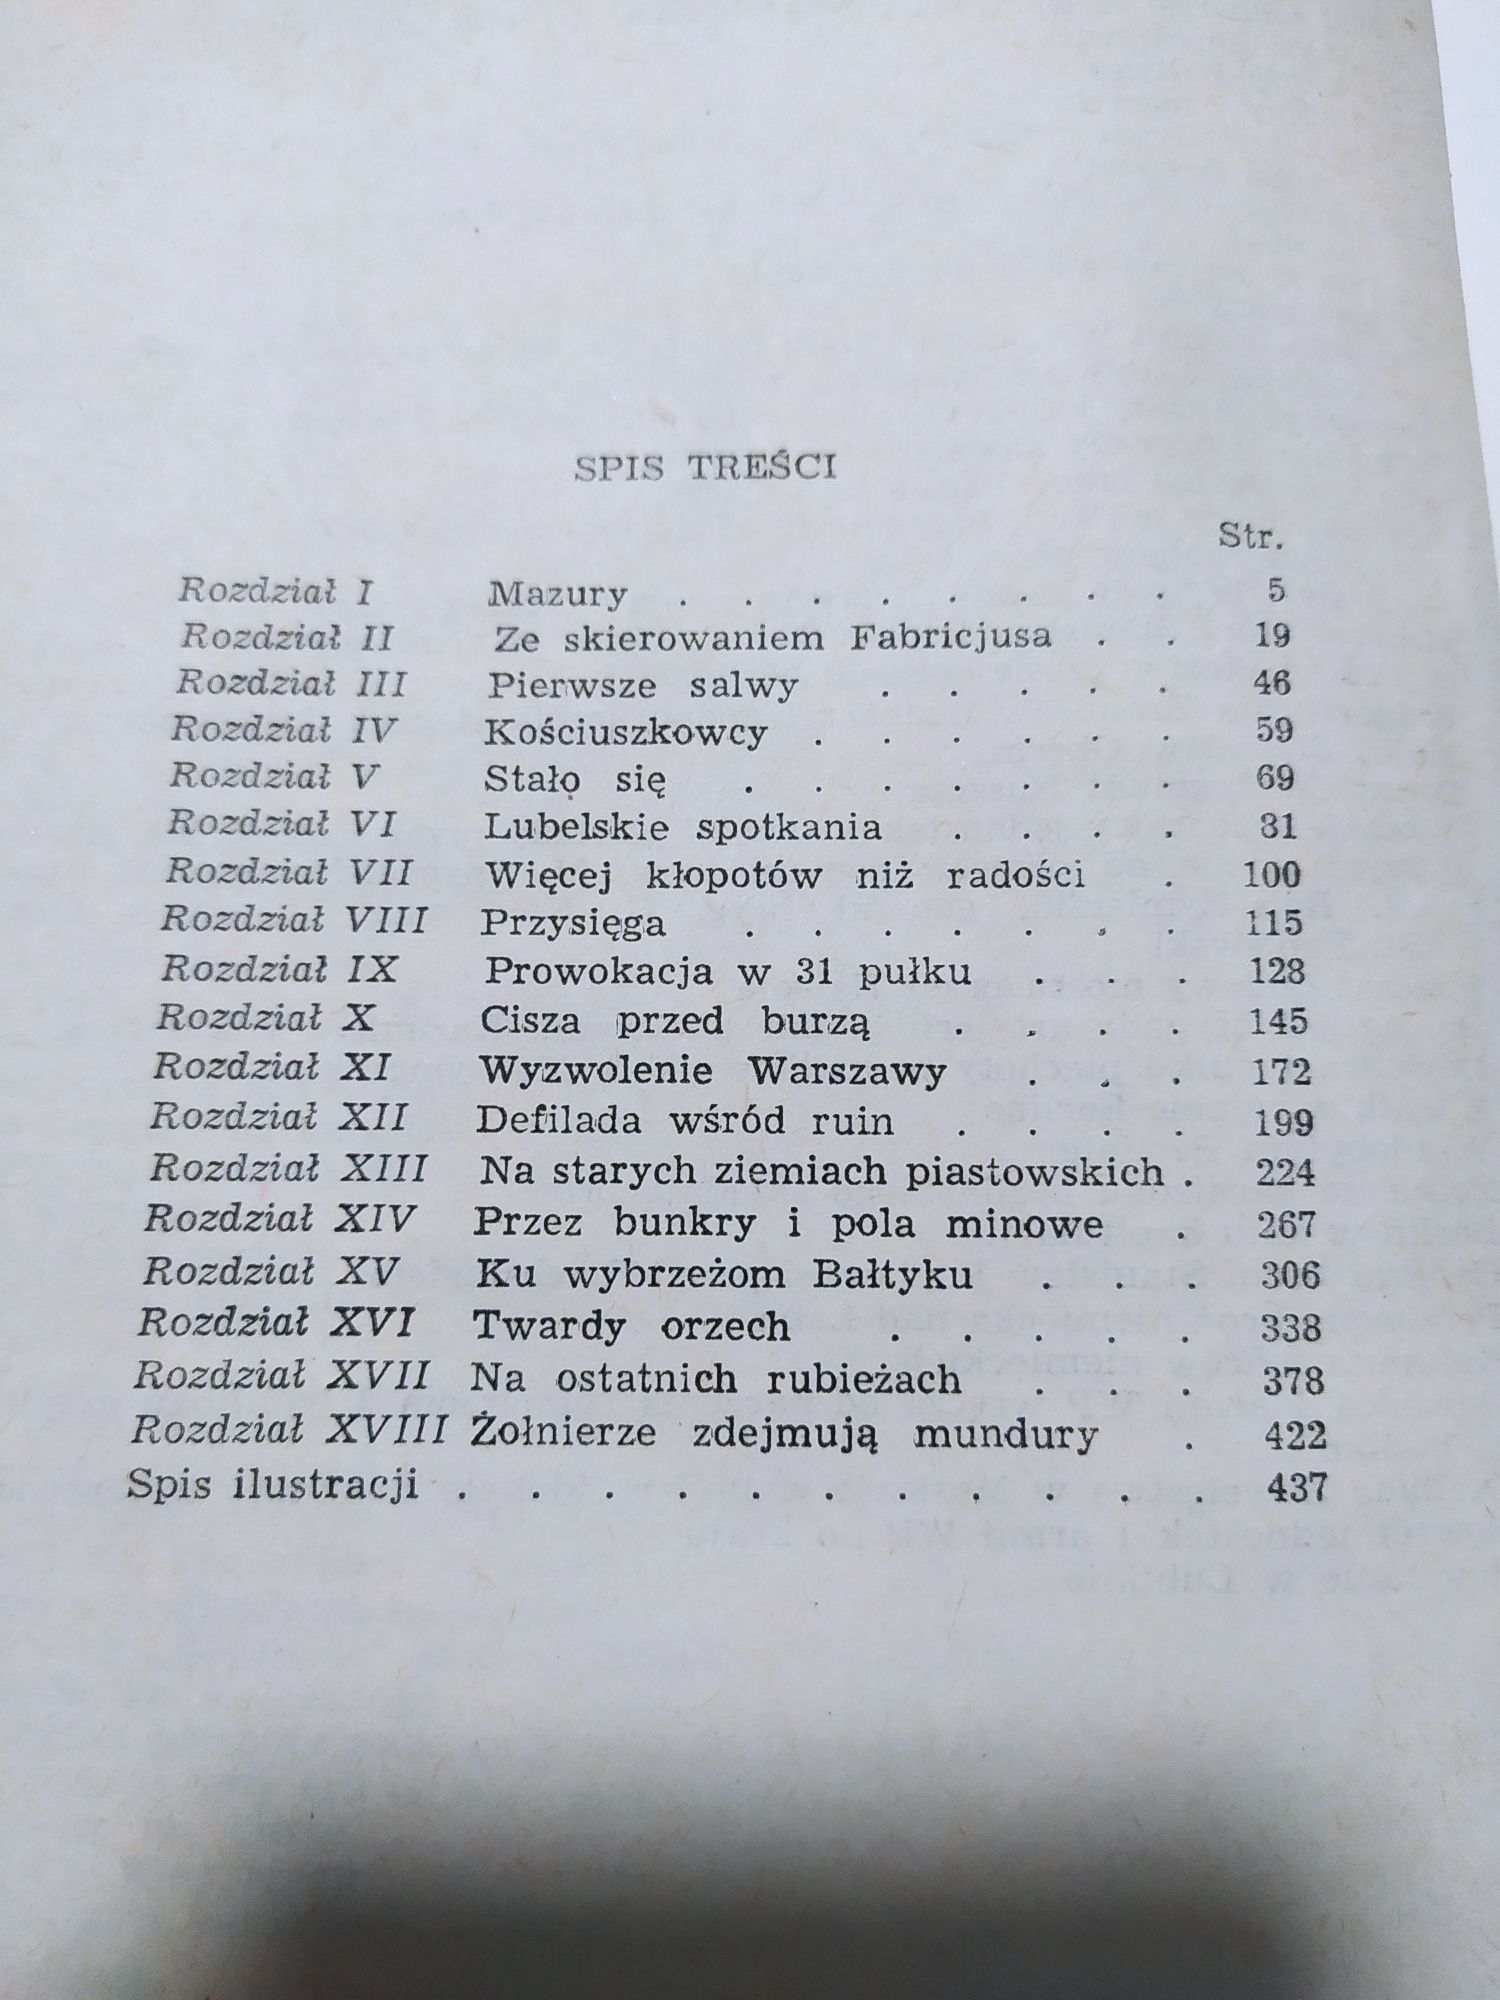 SPIS TREŚCI
Str.
Rozdział I Mazury . . . . . . . . 5
Rozdział II Ze skierowaniem Fabricjusa . . 19
Rozdział III Pierwsze salwy . . . . . 46
Rozdział IV Kościuszkowcy . . . . . . 59
Rozdział V Stało się . . . . . . . 69
Rozdział VI Lubelskie spotkania . . . . 81
Rozdział VII Więcej kłopotów niż radości . 100
Rozdział VIII Przysięga . . . . . . . 115
Rozdział IX Prowokacja w 31 pułku . . . 128
Rozdział X Cisza przed burzą . . . . 145
Rozdział XI Wyzwolenie Warszawy . . . 172
Rozdział XII Defilada wśród ruin . . . . 199
Rozdział XIII Na starych ziemiach piastowskich . 224
Rozdział XIV Przez bunkry i pola minowe . 267
Rozdział XV Ku wybrzeżom Bałtyku . . . 306
Rozdział XVI Twardy orzech . . . . . 338
Rozdział XVII Na ostatnich rubieżach . . . 378
Rozdział XVIII Żołnierze zdejmują mundury . 422
Spis ilustracji . . . . . . . . . . . 437